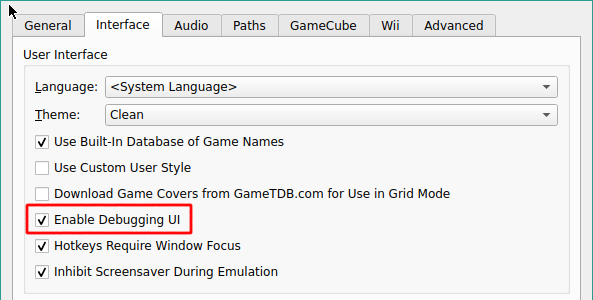 General Interface Audio Paths GameCube Wii Advanced
User Interface
Language: <System Language>
Theme: Clean
Use Built-In Database of Game Names
Use Custom User Style
Download Game Covers from GameTDB.com for Use in Grid Mode
Enable Debugging UI
Hotkeys Require Window Focus
Inhibit Screensaver During Emulation